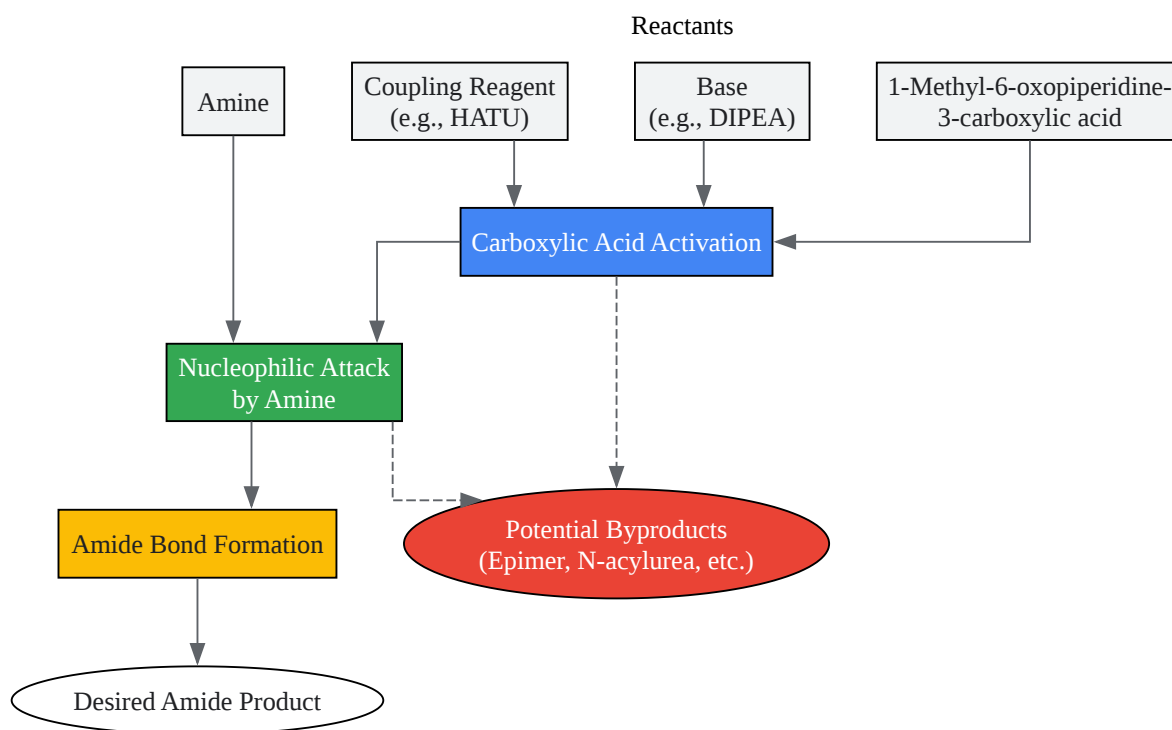 Reactants
Amine
Coupling Reagent
(e.g., HATU)
Base
(e.g., DIPEA)
1-Methyl-6-oxopiperidine-
3-carboxylic acid
Carboxylic Acid Activation
Nucleophilic Attack
by Amine
Amide Bond Formation
Potential Byproducts
(Epimer, N-acylurea, etc.)
Desired Amide Product